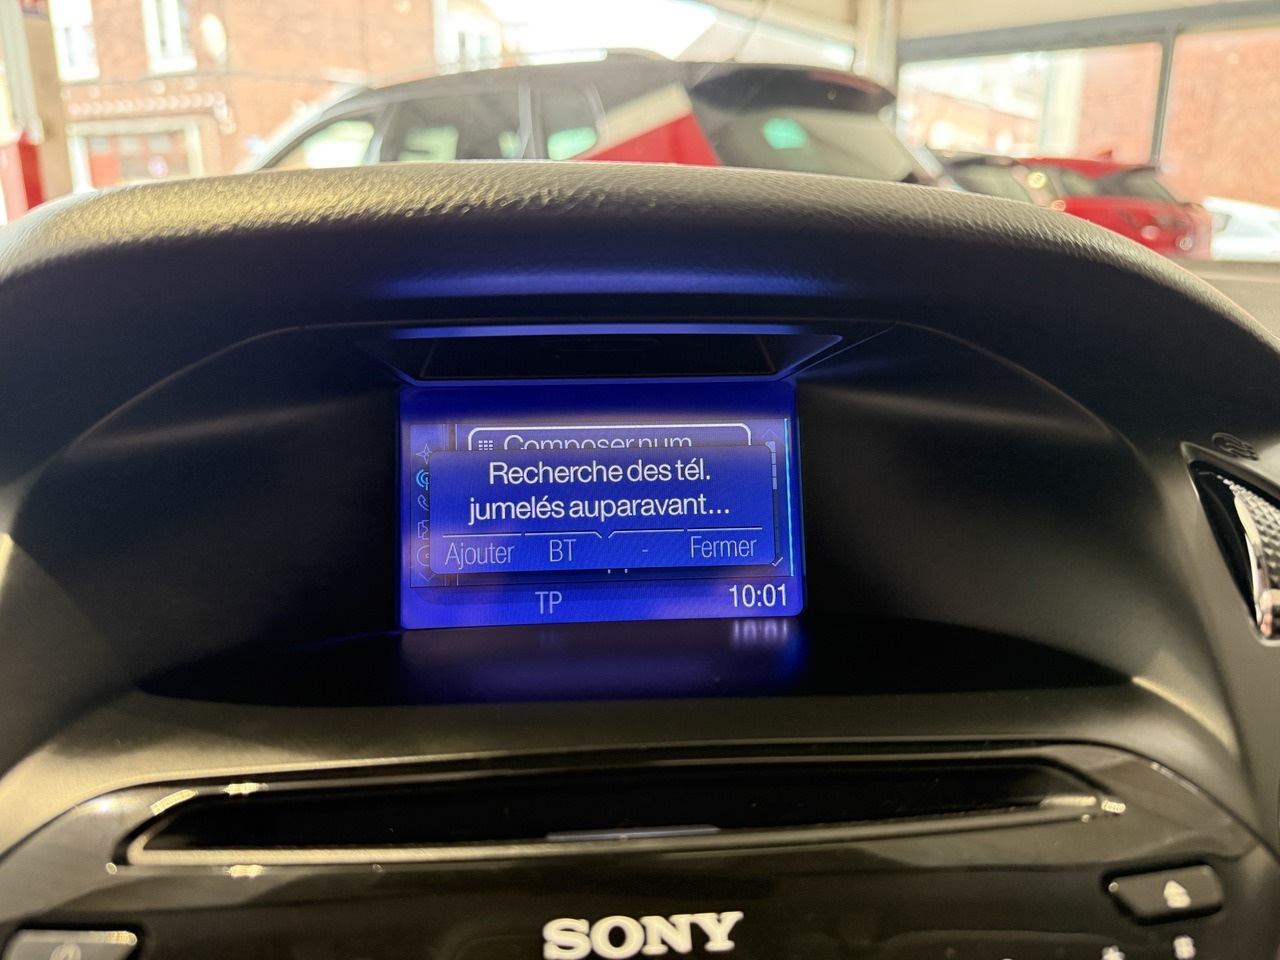 Composer num
Recherche des tél.
jumelés auparavant...
Ajouter BT - Fermer
TP 10:01
SONY